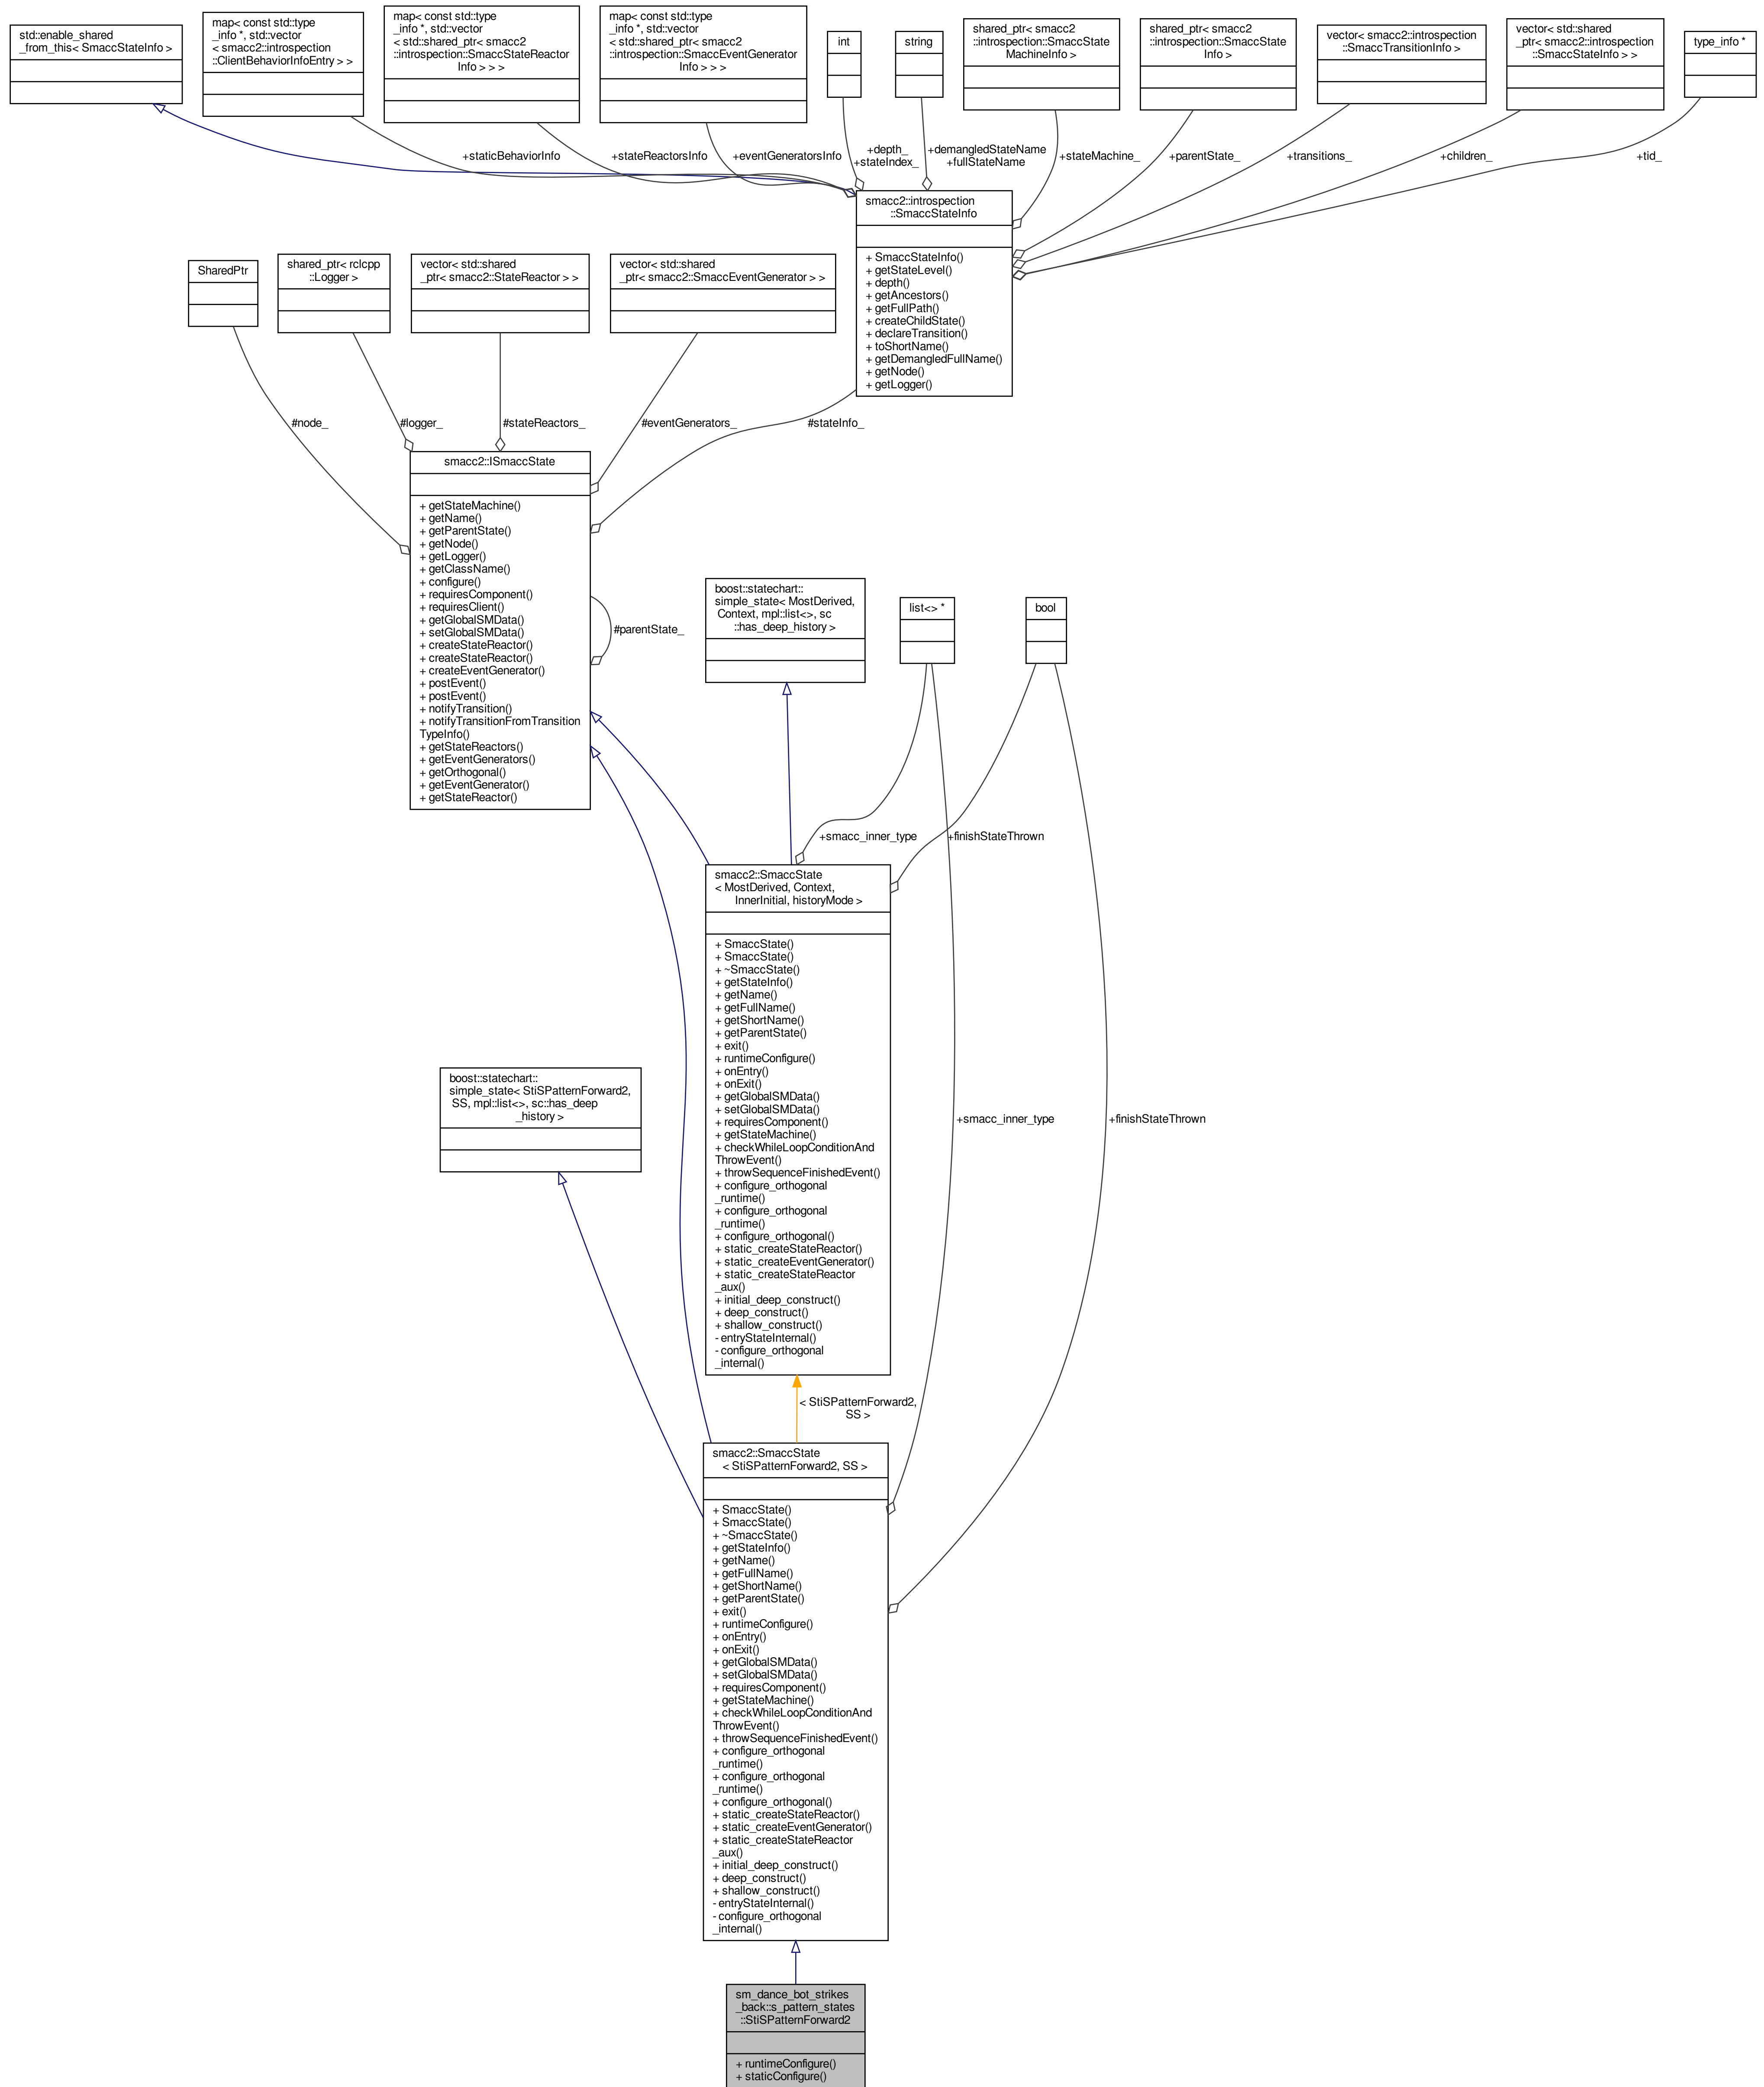 std::enable_shared
_from_this< SmaccStateInfo >
map< const std::type
_info *, std::vector
< smacc2::introspection
::ClientBehaviorInfoEntry > >
map< const std::type
_info *, std::vector
< std::shared_ptr< smacc2
::introspection::SmaccStateReactor
Info > > >
map< const std::type
_info *, std::vector
< std::shared_ptr< smacc2
::introspection::SmaccEventGenerator
Info > > >
int
string
shared_ptr< smacc2
::introspection::SmaccState
MachineInfo >
shared_ptr< smacc2
::introspection::SmaccState
Info >
vector< smacc2::introspection
::SmaccTransitionInfo >
vector< std::shared
_ptr< smacc2::introspection
::SmaccStateInfo > >
type_info *
+staticBehaviorInfo
+stateReactorsInfo
+eventGeneratorsInfo
+depth_
+stateIndex_
+demangledStateName
+fullStateName
+stateMachine_
+parentState_
+transitions_
+children_
+tid_
smacc2::introspection
::SmaccStateInfo
+ SmaccStateInfo()
+ getStateLevel()
+ depth()
+ getAncestors()
+ getFullPath()
+ createChildState()
+ declareTransition()
+ toShortName()
+ getDemangledFullName()
+ getNode()
+ getLogger()
SharedPtr
shared_ptr< rclcpp
::Logger >
vector< std::shared
_ptr< smacc2::StateReactor > >
vector< std::shared
_ptr< smacc2::SmaccEventGenerator > >
#node_
#logger_
#stateReactors_
#eventGenerators_
#stateInfo_
smacc2::ISmaccState
+ getStateMachine()
+ getName()
+ getParentState()
+ getNode()
+ getLogger()
+ getClassName()
+ configure()
+ requiresComponent()
+ requiresClient()
+ getGlobalSMData()
+ setGlobalSMData()
+ createStateReactor()
+ createStateReactor()
+ createEventGenerator()
+ postEvent()
+ postEvent()
+ notifyTransition()
+ notifyTransitionFromTransition
TypeInfo()
+ getStateReactors()
+ getEventGenerators()
+ getOrthogonal()
+ getEventGenerator()
+ getStateReactor()
#parentState_
boost::statechart::
simple_state< MostDerived,
Context, mpl::list<>, sc
::has_deep_history >
list<> *
bool
+smacc_inner_type
+finishStateThrown
smacc2::SmaccState
< MostDerived, Context,
InnerInitial, historyMode >
+ SmaccState()
+ SmaccState()
+ ~SmaccState()
+ getStateInfo()
+ getName()
+ getFullName()
+ getShortName()
+ getParentState()
+ exit()
+ runtimeConfigure()
+ onEntry()
+ onExit()
+ getGlobalSMData()
+ setGlobalSMData()
+ requiresComponent()
+ getStateMachine()
+ checkWhileLoopConditionAnd
ThrowEvent()
+ throwSequenceFinishedEvent()
+ configure_orthogonal
_runtime()
+ configure_orthogonal
_runtime()
+ configure_orthogonal()
+ static_createStateReactor()
+ static_createEventGenerator()
+ static_createStateReactor
_aux()
+ initial_deep_construct()
+ deep_construct()
+ shallow_construct()
- entryStateInternal()
- configure_orthogonal
_internal()
boost::statechart::
simple_state< StiSPatternForward2,
SS, mpl::list<>, sc::has_deep
_history >
+smacc_inner_type
+finishStateThrown
< StiSPatternForward2,
SS >
smacc2::SmaccState
< StiSPatternForward2, SS >
+ SmaccState()
+ SmaccState()
+ ~SmaccState()
+ getStateInfo()
+ getName()
+ getFullName()
+ getShortName()
+ getParentState()
+ exit()
+ runtimeConfigure()
+ onEntry()
+ onExit()
+ getGlobalSMData()
+ setGlobalSMData()
+ requiresComponent()
+ getStateMachine()
+ checkWhileLoopConditionAnd
ThrowEvent()
+ throwSequenceFinishedEvent()
+ configure_orthogonal
_runtime()
+ configure_orthogonal
_runtime()
+ configure_orthogonal()
+ static_createStateReactor()
+ static_createEventGenerator()
+ static_createStateReactor
_aux()
+ initial_deep_construct()
+ deep_construct()
+ shallow_construct()
- entryStateInternal()
- configure_orthogonal
_internal()
sm_dance_bot_strikes
_back::s_pattern_states
::StiSPatternForward2
+ runtimeConfigure()
+ staticConfigure()